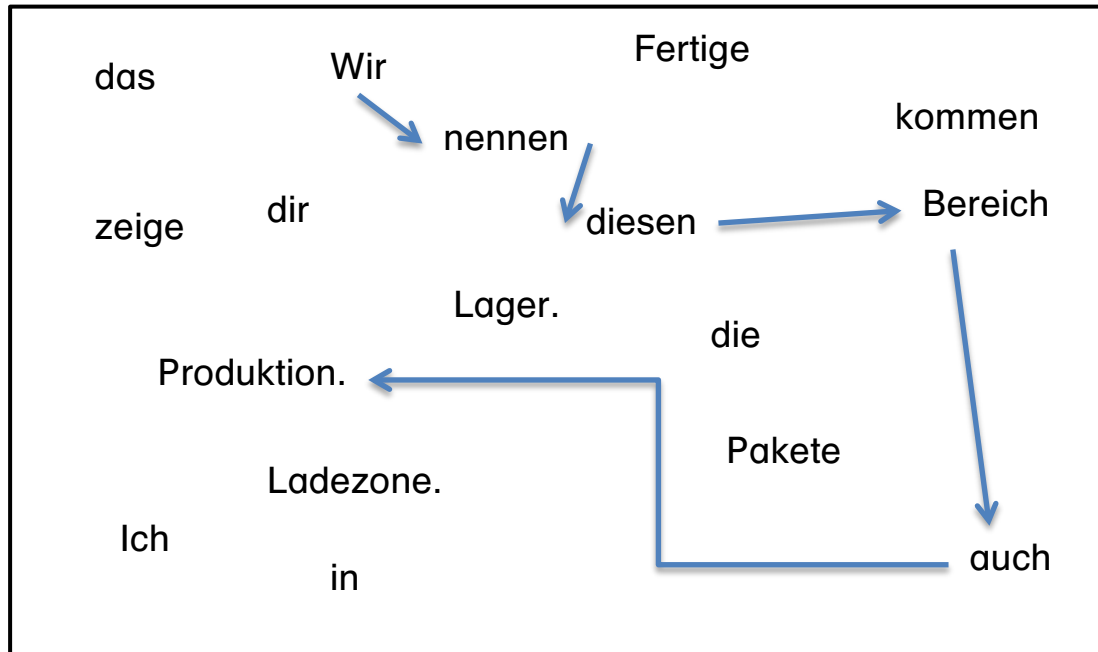 das
Wir
Fertige
kommen
nennen
zeige
dir
diesen
Bereich
Lager.
die
Produktion.
Pakete
Ladezone.
Ich
in
auch